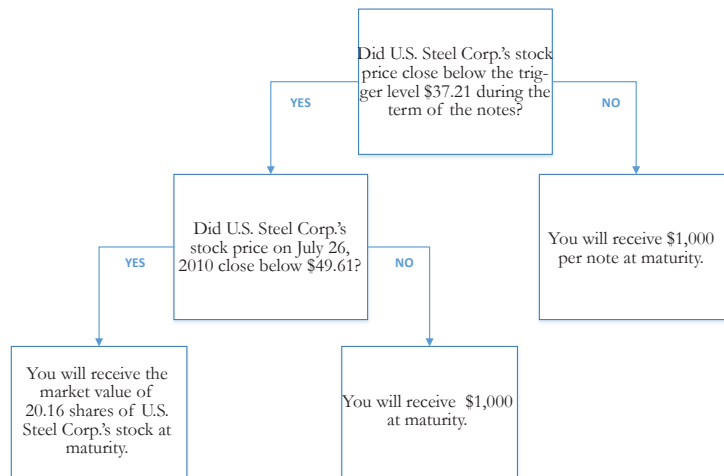 Did U.S. Steel Corp.'s stock
price close below the trig-
ger level $37.21 during the
term of the notes?
YES
NO
Did U.S. Steel Corp.'s
stock price on July 26,
2010 close below $49.61?
You will receive $1,000
per note at maturity.
YES
NO
You will receive the
market value of
20.16 shares of U.S.
Steel Corp.'s stock at
maturity.
You will receive $1,000
at maturity.